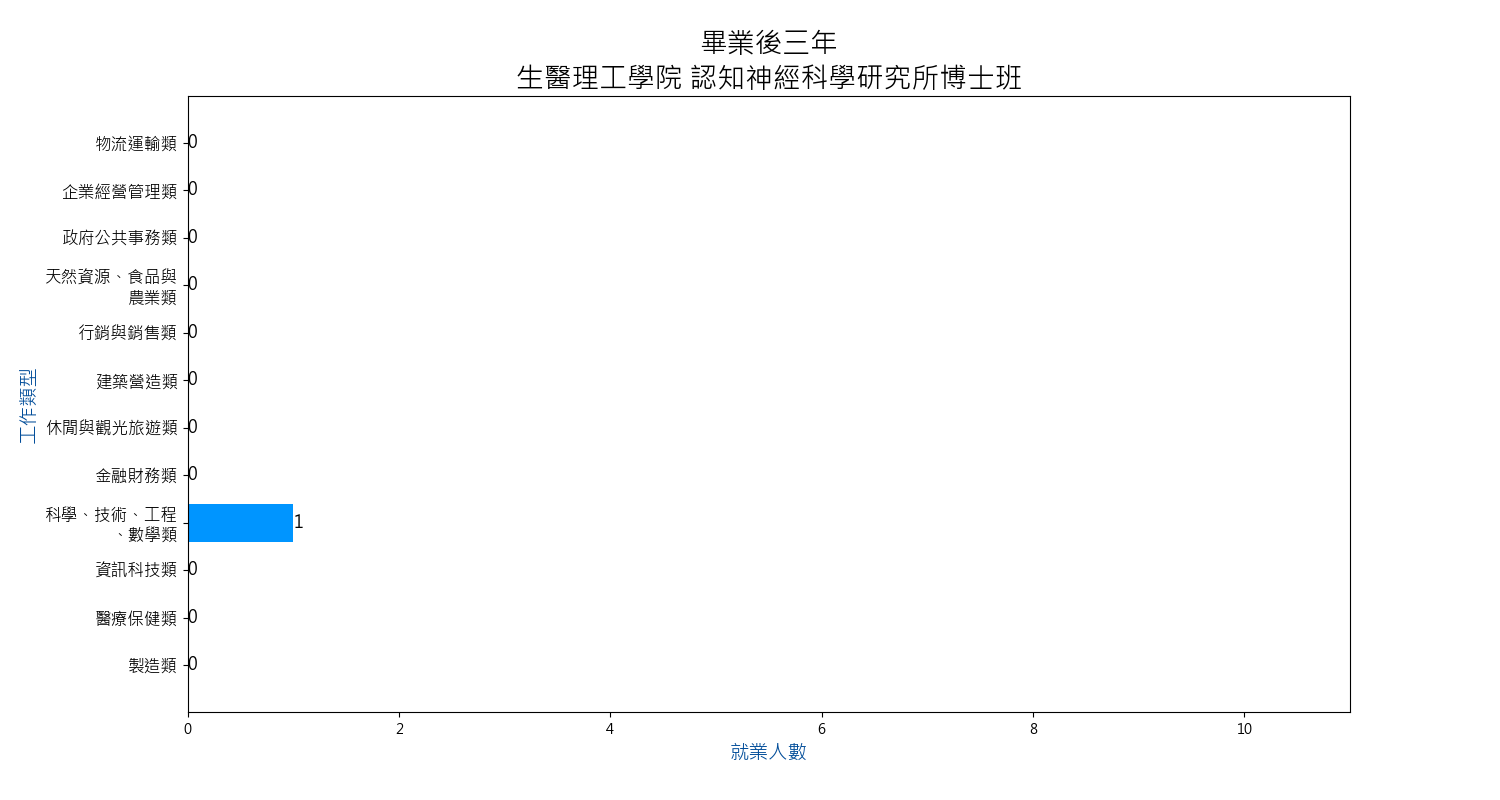 畢業後三年
生醫理工學院 認知神經科學研究所博士班
物流運輸類 0
企業經營管理類 0
政府公共事務類 0
天然資源、食品與
農業類 0
行銷與銷售類 0
建築營造類 0
休閒與觀光旅遊類 0
金融財務類 0
科學、技術、工程
、數學類 1
資訊科技類 0
醫療保健類 0
製造類 0
工作類型
0 2 4 6 8 10
就業人數